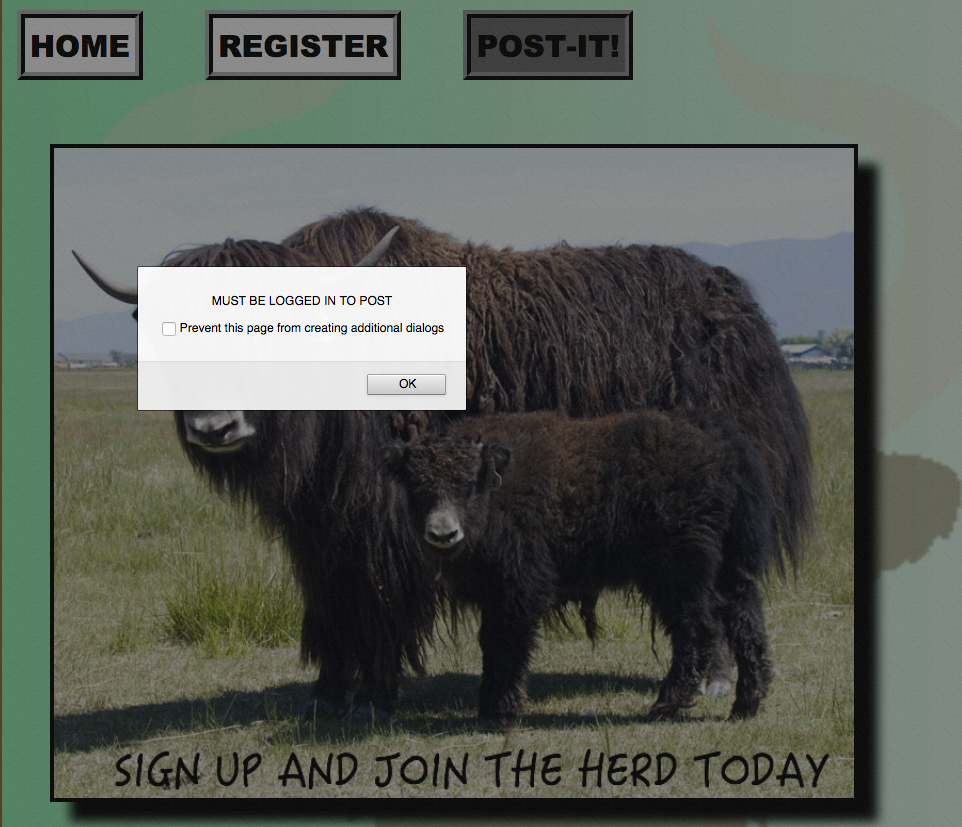 HOME
REGISTER
POST-IT!
MUST BE LOGGED IN TO POST
Prevent this page from creating additional dialogs
OK
SIGN UP AND JOIN THE HERD TODAY